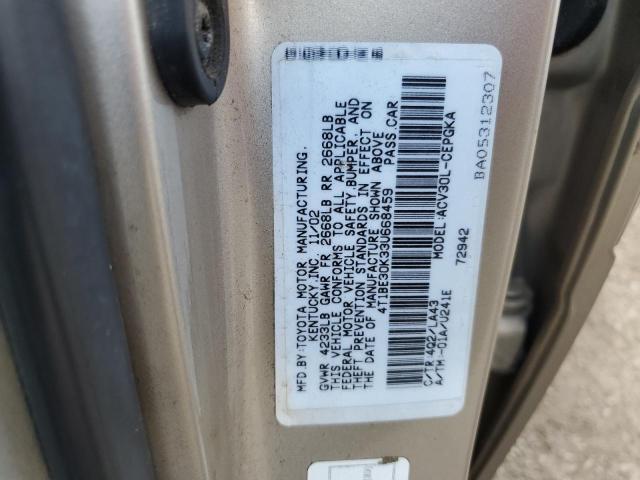 MFD.BY:TOYOTA MOTOR MANUFACTURING.
KENTUCKY,INC. 11/02
GVWR 4233LB GAWR FR 2668LB RR 2668LB
THIS VEHICLE CONFORMS TO ALL APPLICABLE
FEDERAL MOTOR VEHICLE SAFETY,BUMPER, AND
THEFT PREVENTION STANDARDS IN EFFECT ON
THE DATE OF MANUFACTURE SHOWN ABOVE.
4T1BE30K33U668459 PASS.CAR
MODEL:ACV30L-CEPGKA
C/TR:4Q2/LA43 72942
A/TM:-01A/U241E
BA05312307